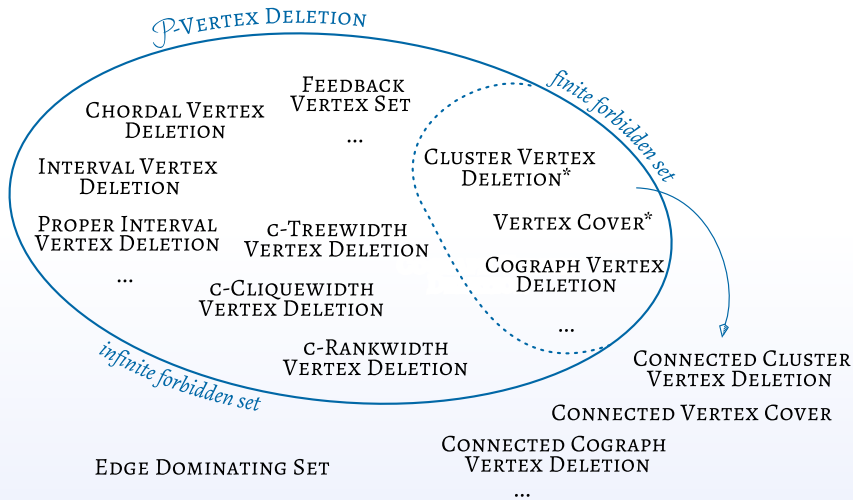 P-Vertex Deletion
finite forbidden set
Feedback
Vertex Set
...
Chordal Vertex
Deletion
Interval Vertex
Deletion
Proper Interval
Vertex Deletion
...
c-Treewidth
Vertex Deletion
c-Cliquewidth
Vertex Deletion
c-Rankwidth
Vertex Deletion
Cluster Vertex
Deletion*
Vertex Cover*
Cograph Vertex
Deletion
...
infinite forbidden set
Connected Cluster
Vertex Deletion
Connected Vertex Cover
Connected Cograph
Vertex Deletion
...
Edge Dominating Set